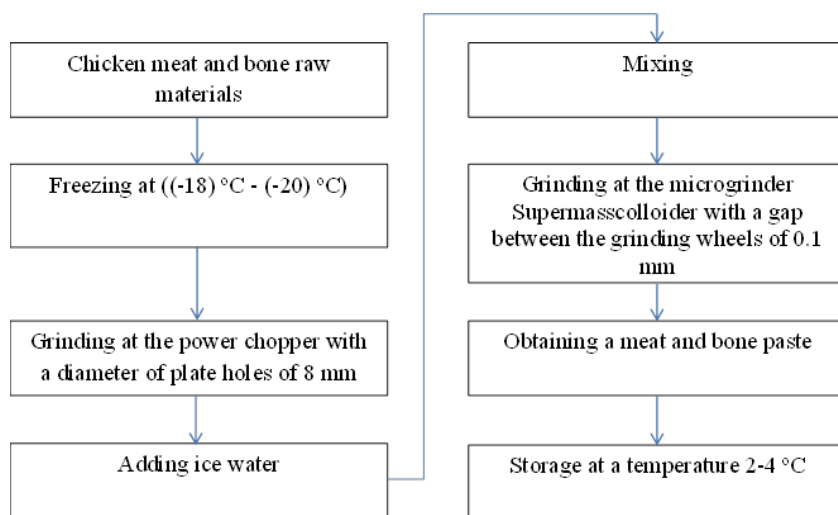 Chicken meat and bone raw
materials
Freezing at ((-18) °C - (-20) °C)
Grinding at the power chopper with
a diameter of plate holes of 8 mm
Adding ice water
Mixing
Grinding at the microgrinder
Supermasscolloider with a gap
between the grinding wheels of 0.1
mm
Obtaining a meat and bone paste
Storage at a temperature 2-4 °C